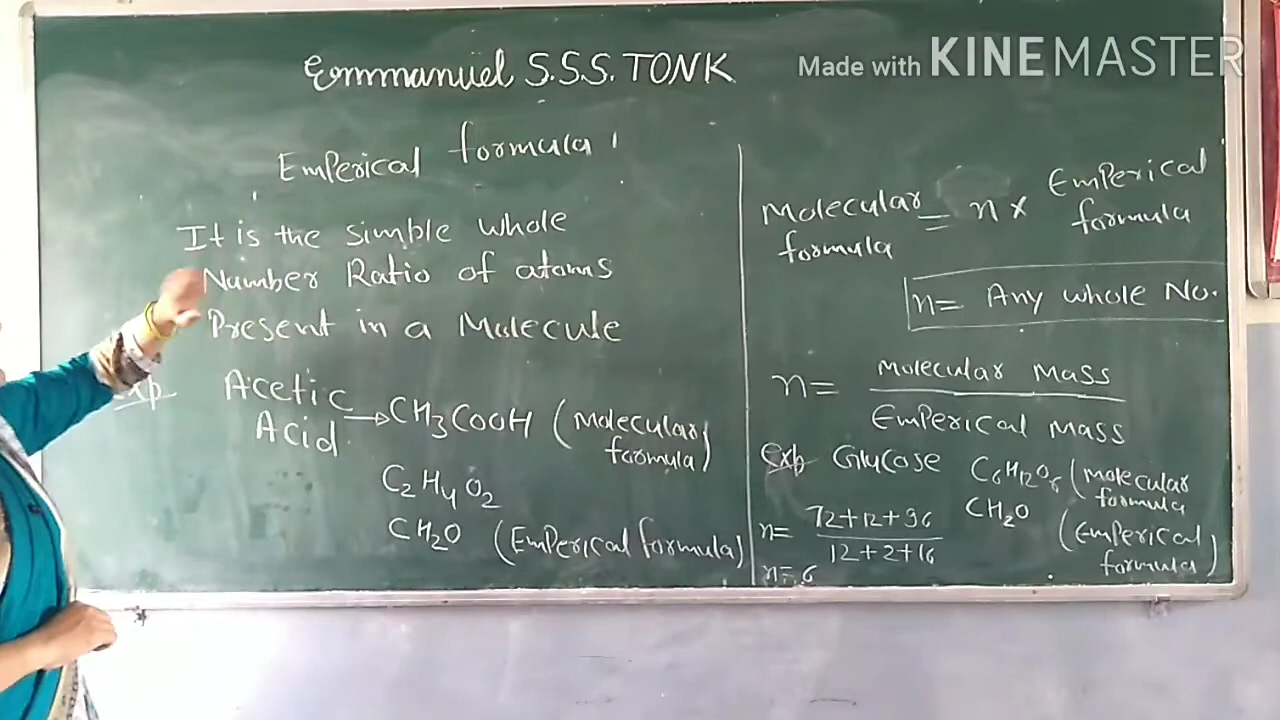 Emmanuel S.S.S. TONK
Made with KINEMASTER
Emperical formula
It is the simple whole
Number Ratio of atoms
Present in a Molecule
Exp. Acetic Acid → CH3COOH (Molecular formula)
C2H4O2
CH2O (Emperical formula)
Molecular formula = n × Emperical formula
n = Any whole No.
n = Molecular Mass / Emperical Mass
Exp Glucose C6H12O6 (Molecular formula
CH2O (Emperical formula)
n = 72+12+96 / 12+2+16
n = 6